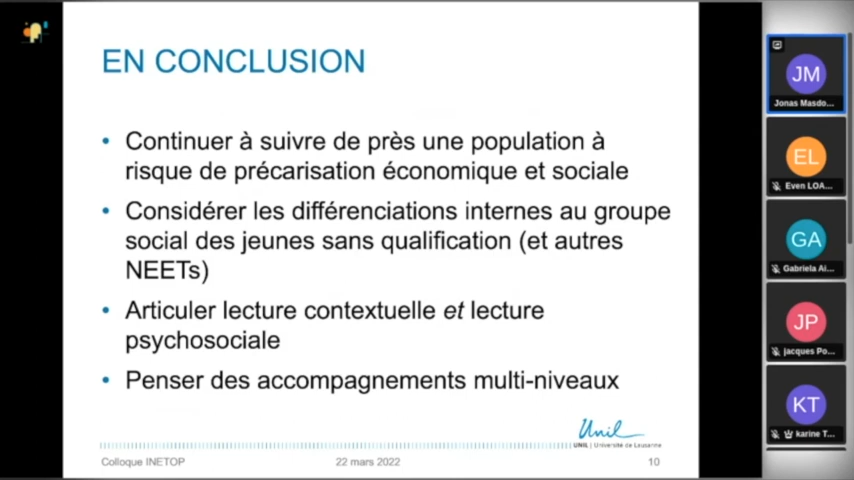 EN CONCLUSION
• Continuer à suivre de près une population à
risque de précarisation économique et sociale
• Considérer les différenciations internes au groupe
social des jeunes sans qualification (et autres
NEETs)
• Articuler lecture contextuelle et lecture
psychosociale
• Penser des accompagnements multi-niveaux
Unil
UNIL | Université de Lausanne
Colloque INETOP
22 mars 2022
10
JM
Jonas Masdo...
EL
Even LOA...
GA
Gabriela Ai...
JP
jacques Po...
KT
karine T...